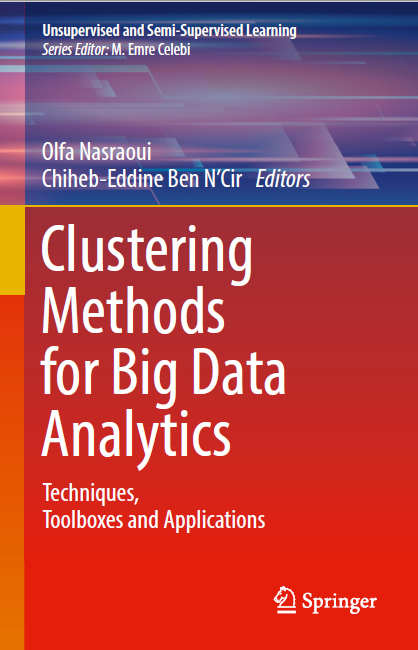 Unsupervised and Semi-Supervised Learning
Series Editor: M. Emre Celebi
Olfa Nasraoui
Chiheb-Eddine Ben N’Cir Editors
Clustering
Methods
for Big Data
Analytics
Techniques,
Toolboxes and Applications
Springer